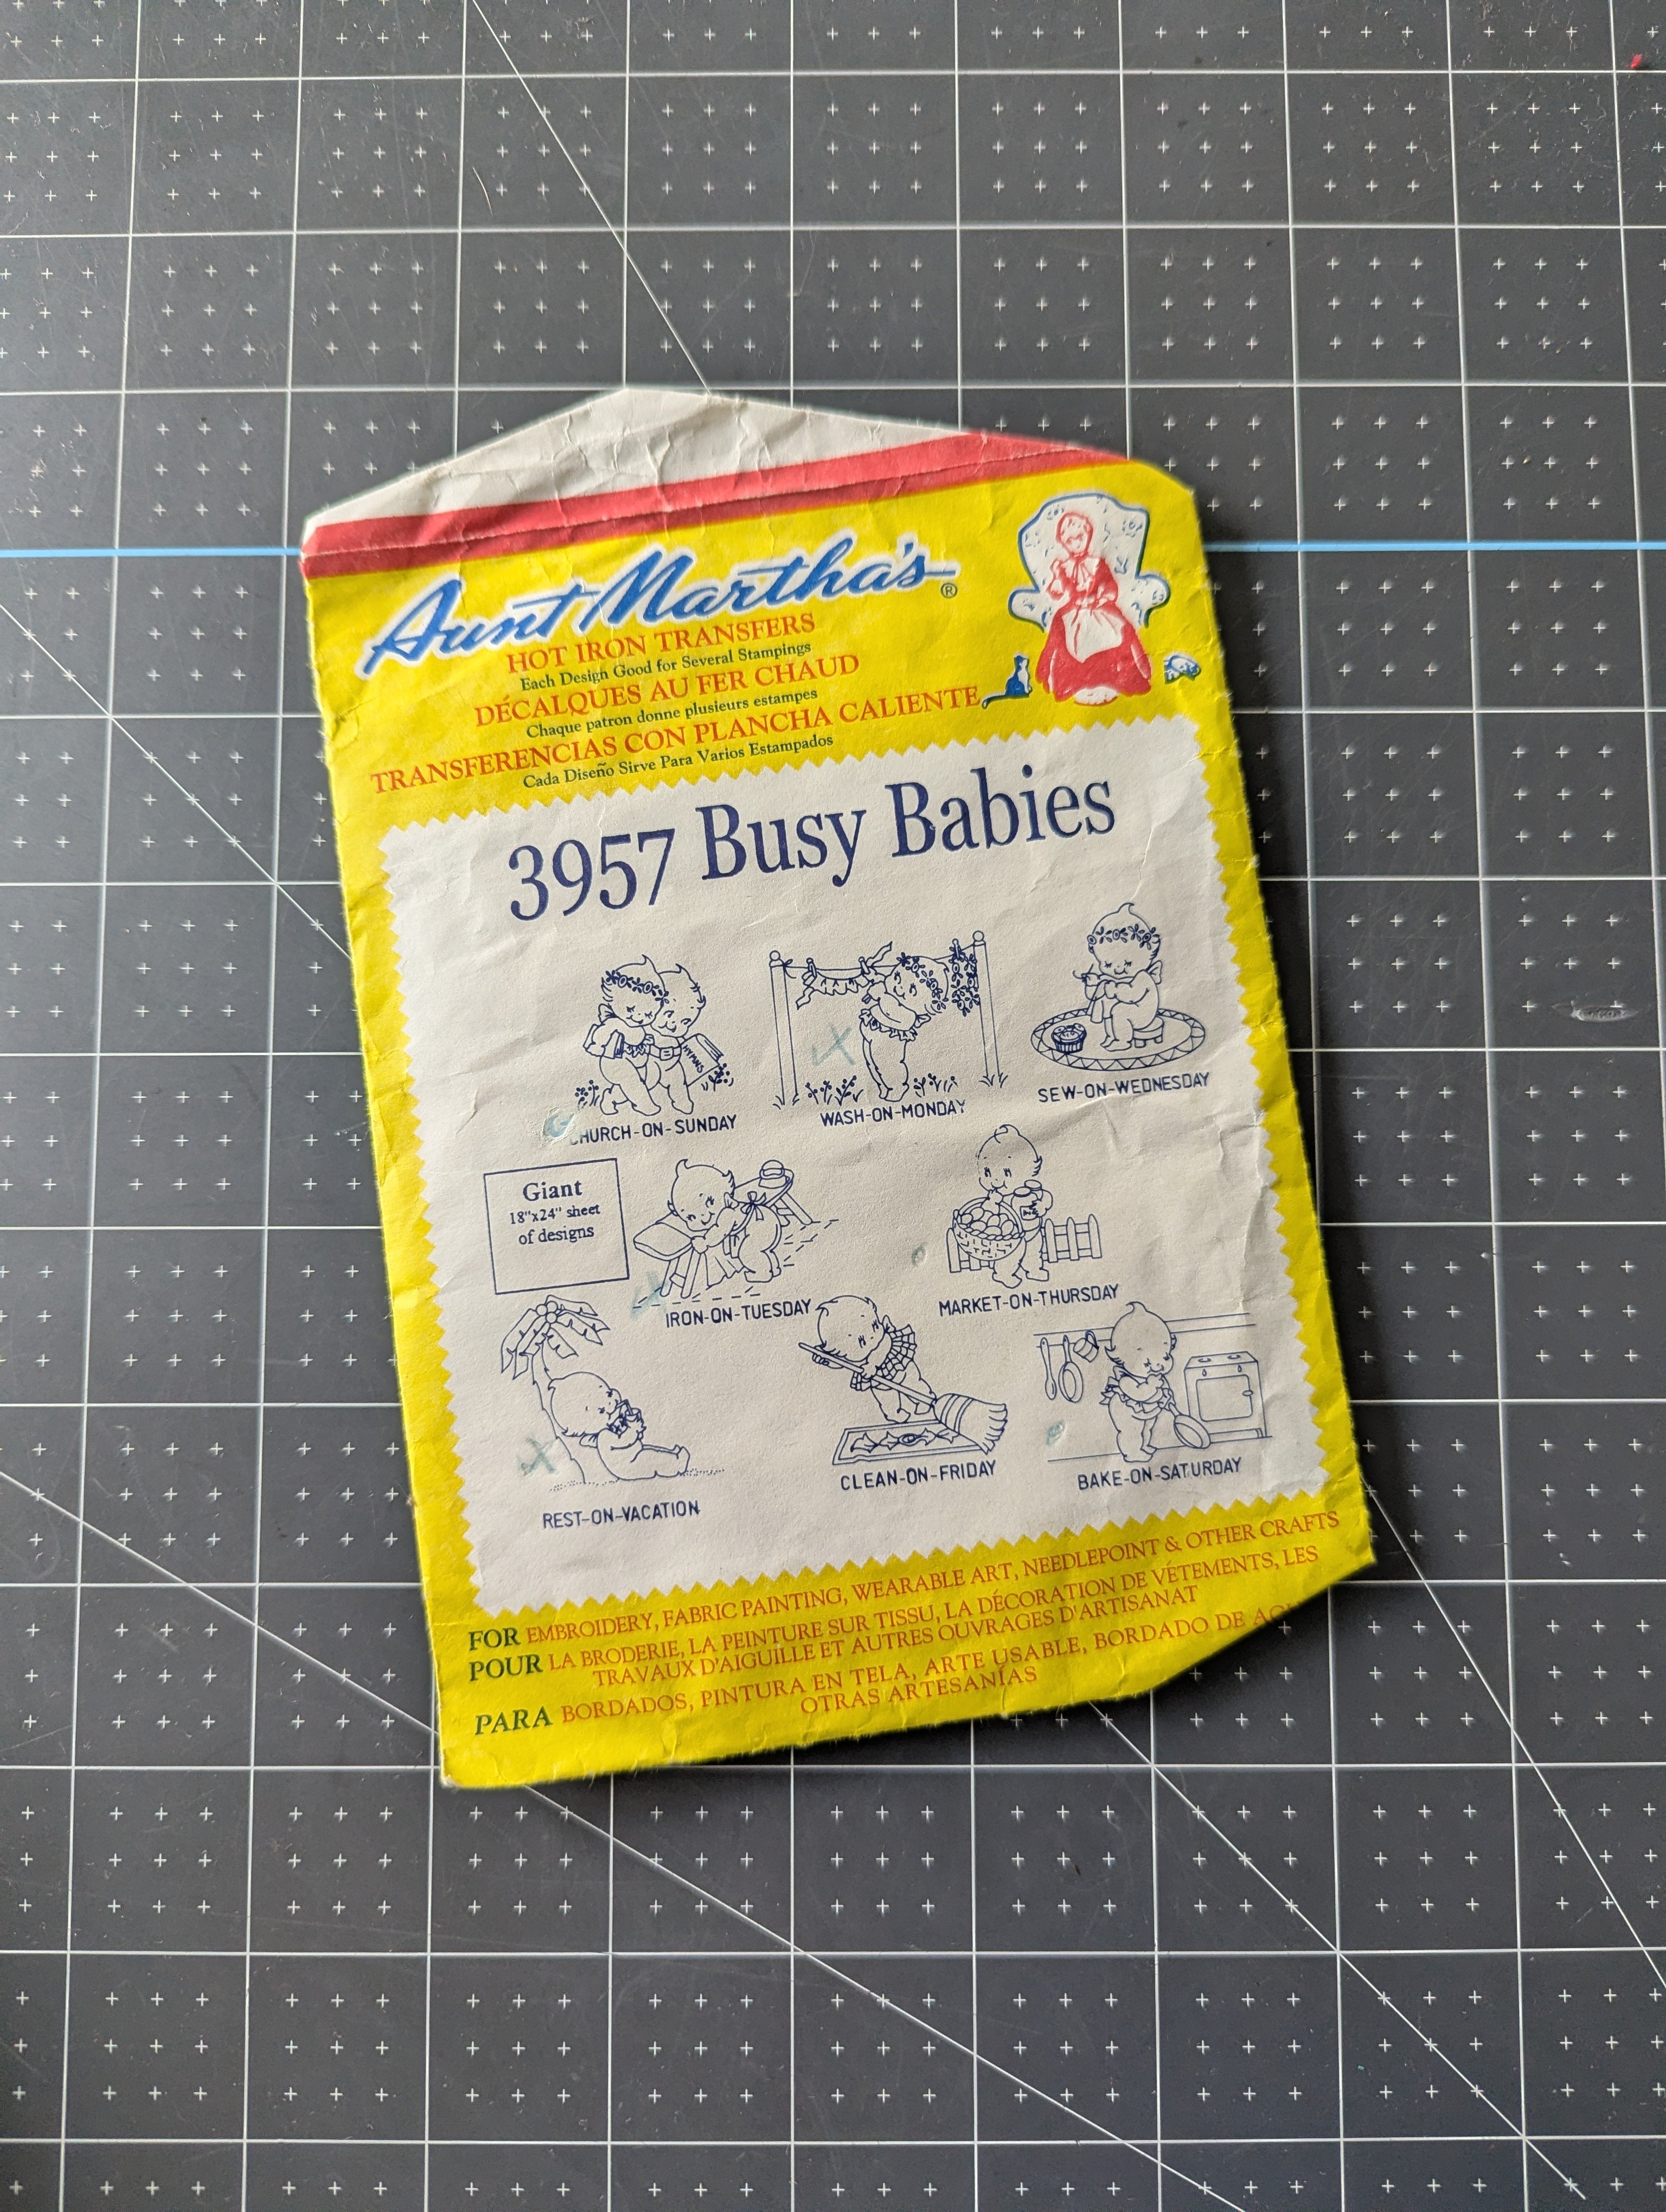 Aunt Martha's®
HOT IRON TRANSFERS
Each Design Good for Several Stampings
DÉCALQUES AU FER CHAUD
Chaque patron donne plusieurs estampes
TRANSFERENCIAS CON PLANCHA CALIENTE
Cada Diseño Sirve Para Varios Estampados
3957 Busy Babies
HYMNS
CHURCH-ON-SUNDAY
WASH-ON-MONDAY
SEW-ON-WEDNESDAY
Giant
18"x24" sheet
of designs
IRON-ON-TUESDAY
MARKET-ON-THURSDAY
REST-ON-VACATION
CLEAN-ON-FRIDAY
BAKE-ON-SATURDAY
FOR EMBROIDERY, FABRIC PAINTING, WEARABLE ART, NEEDLEPOINT & OTHER CRAFTS
POUR LA BRODERIE, LA PEINTURE SUR TISSU, LA DÉCORATION DE VÉTEMENTS, LES
TRAVAUX D'AIGUILLE ET AUTRES OUVRAGES D'ARTISANAT
PARA BORDADOS, PINTURA EN TELA, ARTE USABLE, BORDADO DE
OTRAS ARTESANÍAS